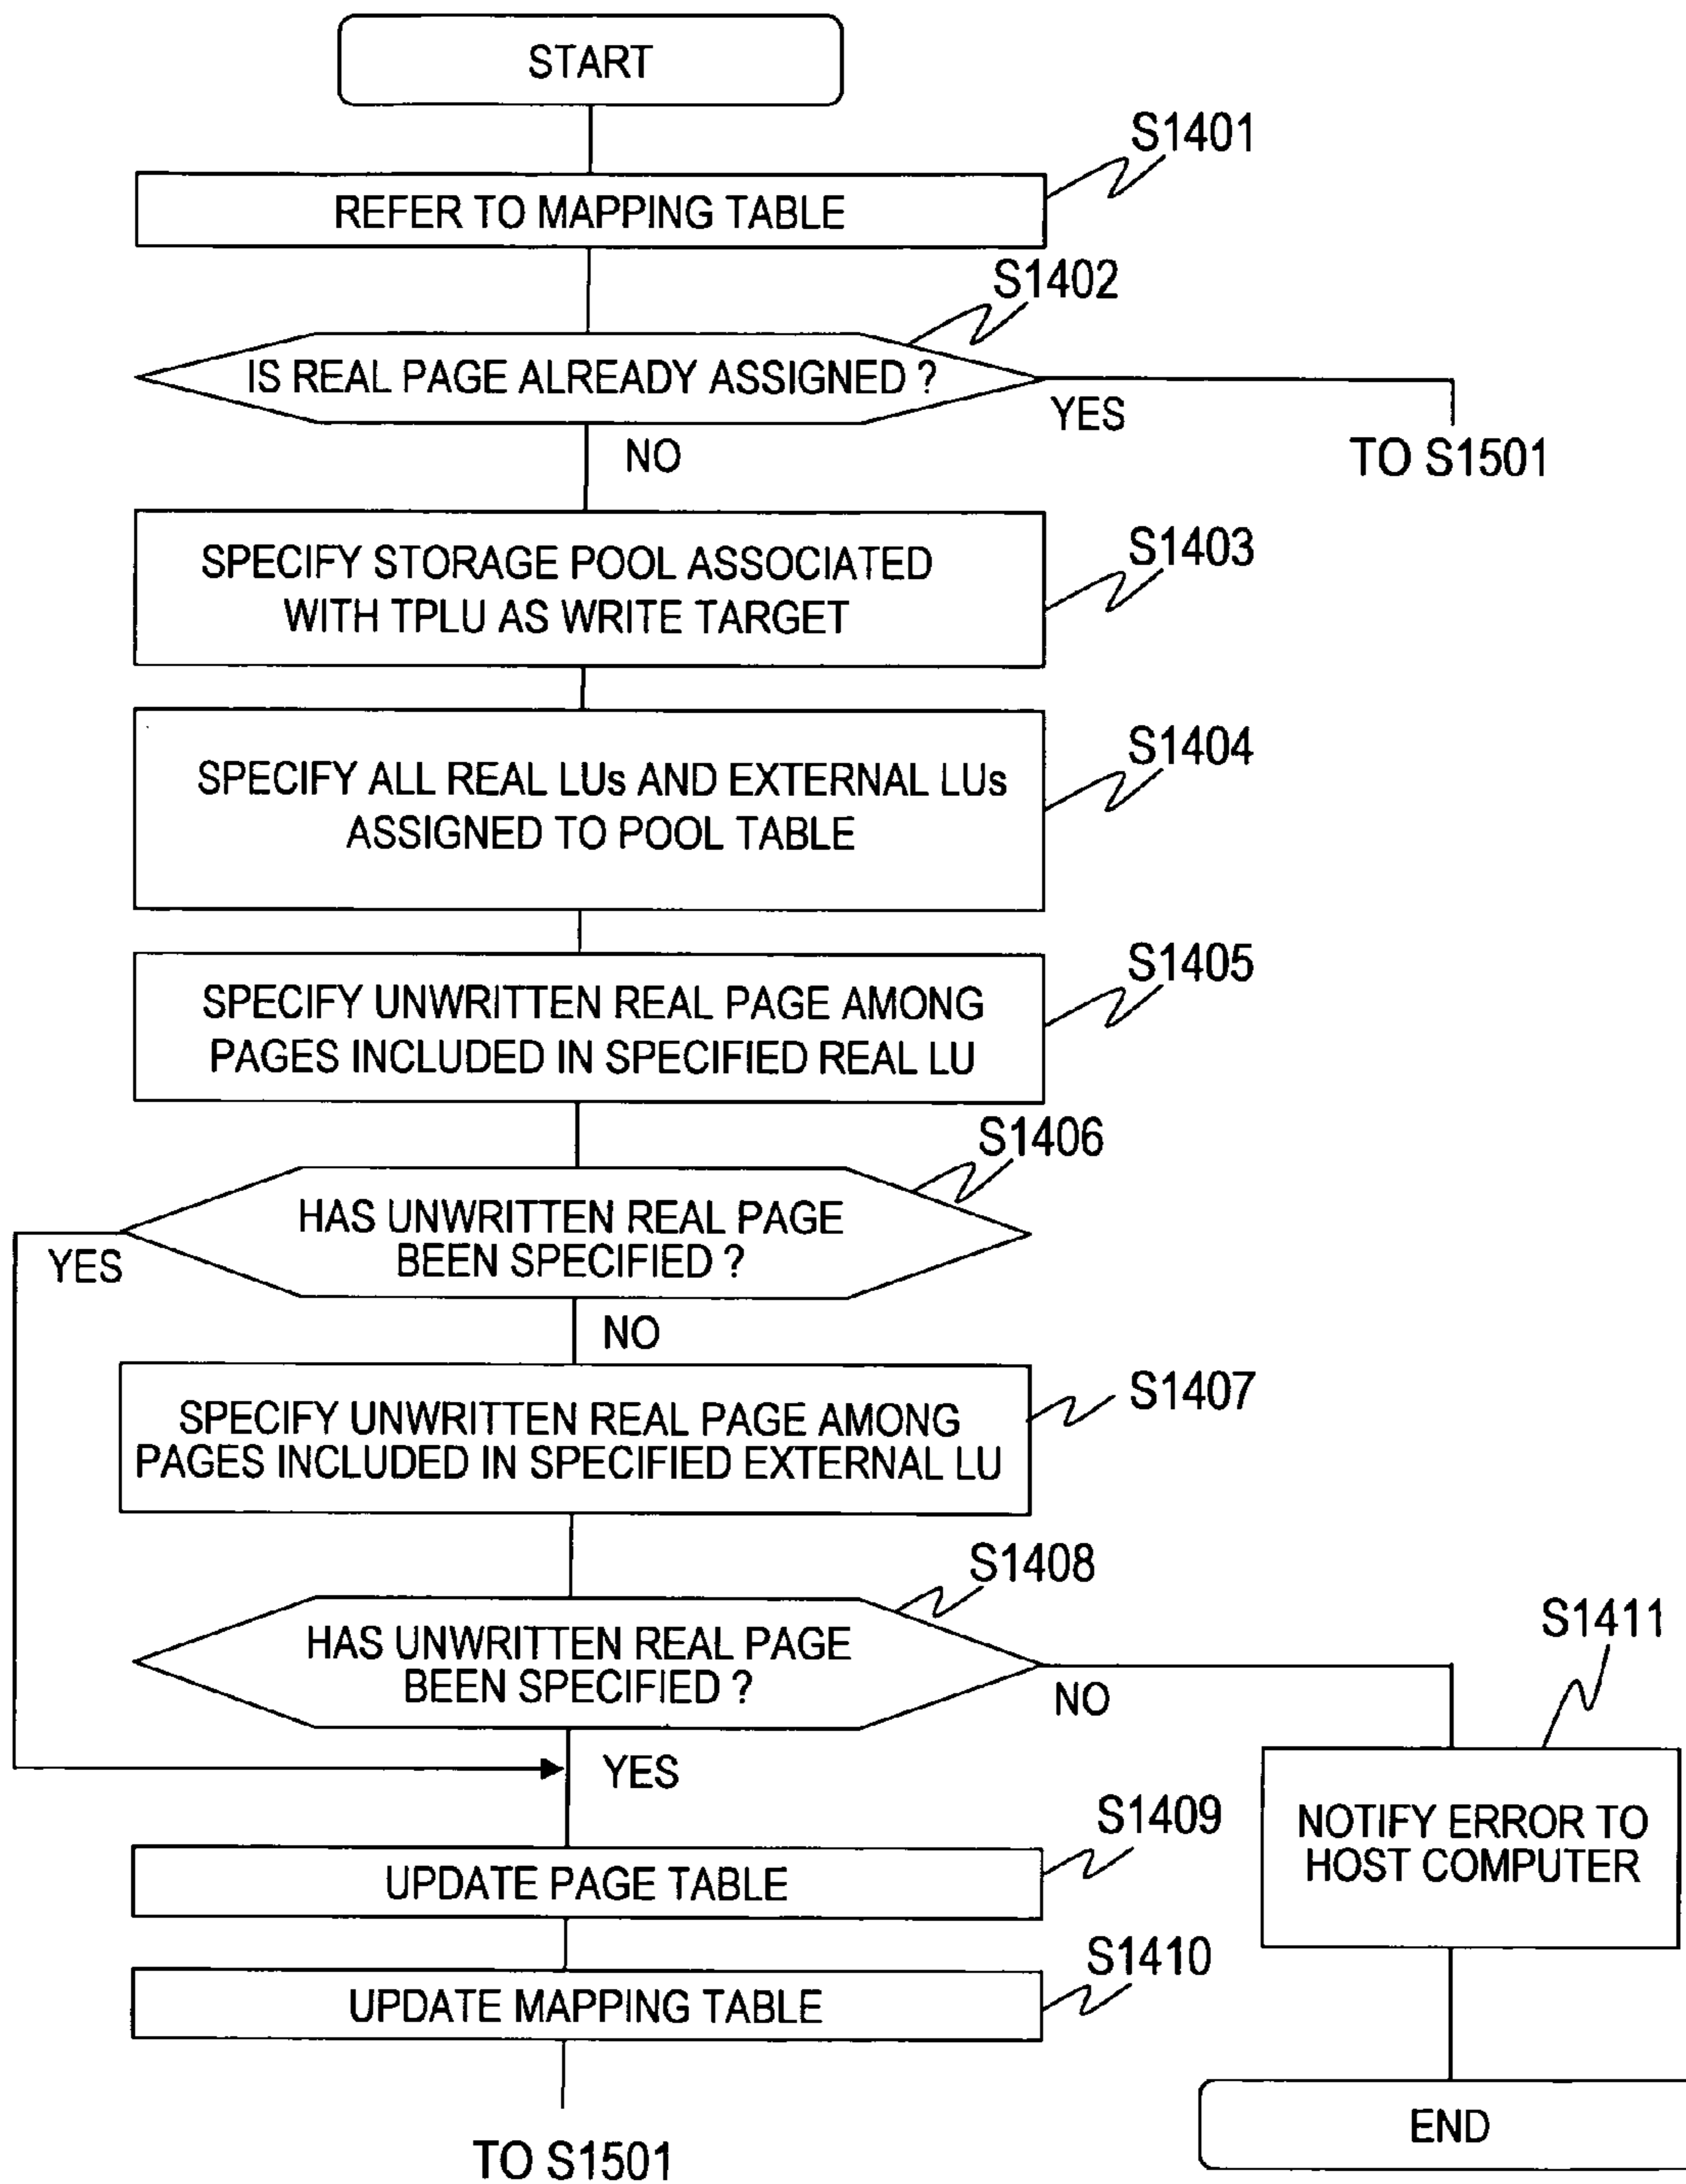 START
S1401
REFER TO MAPPING TABLE
S1402
IS REAL PAGE ALREADY ASSIGNED ?
YES
NO
TO S1501
S1403
SPECIFY STORAGE POOL ASSOCIATED
WITH TPLU AS WRITE TARGET
S1404
SPECIFY ALL REAL LUs AND EXTERNAL LUs
ASSIGNED TO POOL TABLE
S1405
SPECIFY UNWRITTEN REAL PAGE AMONG
PAGES INCLUDED IN SPECIFIED REAL LU
S1406
HAS UNWRITTEN REAL PAGE
BEEN SPECIFIED ?
YES
NO
S1407
SPECIFY UNWRITTEN REAL PAGE AMONG
PAGES INCLUDED IN SPECIFIED EXTERNAL LU
S1408
HAS UNWRITTEN REAL PAGE
BEEN SPECIFIED ?
NO
S1411
YES
NOTIFY ERROR TO
HOST COMPUTER
S1409
UPDATE PAGE TABLE
S1410
UPDATE MAPPING TABLE
END
TO S1501